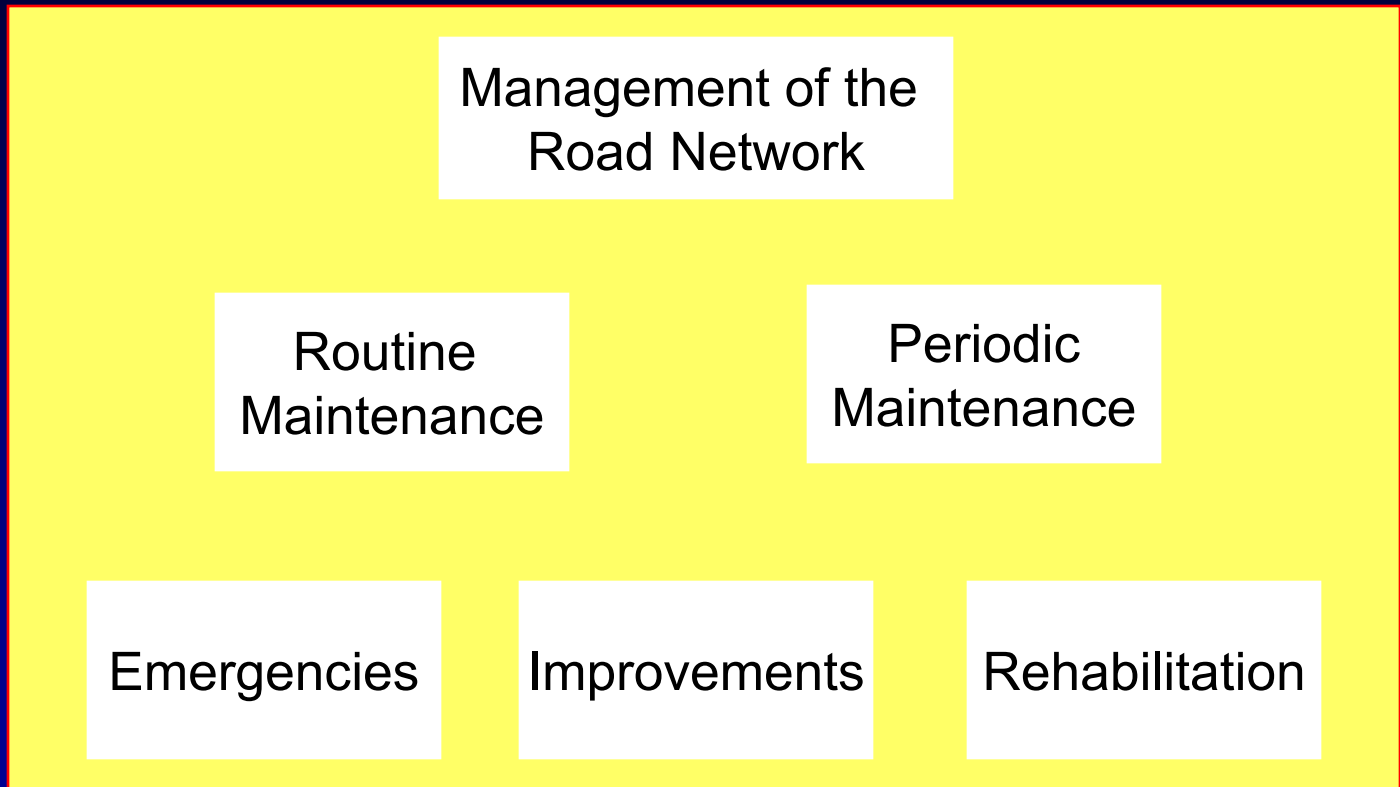 Management of the
Road Network
Routine
Maintenance
Periodic
Maintenance
Emergencies
Improvements
Rehabilitation